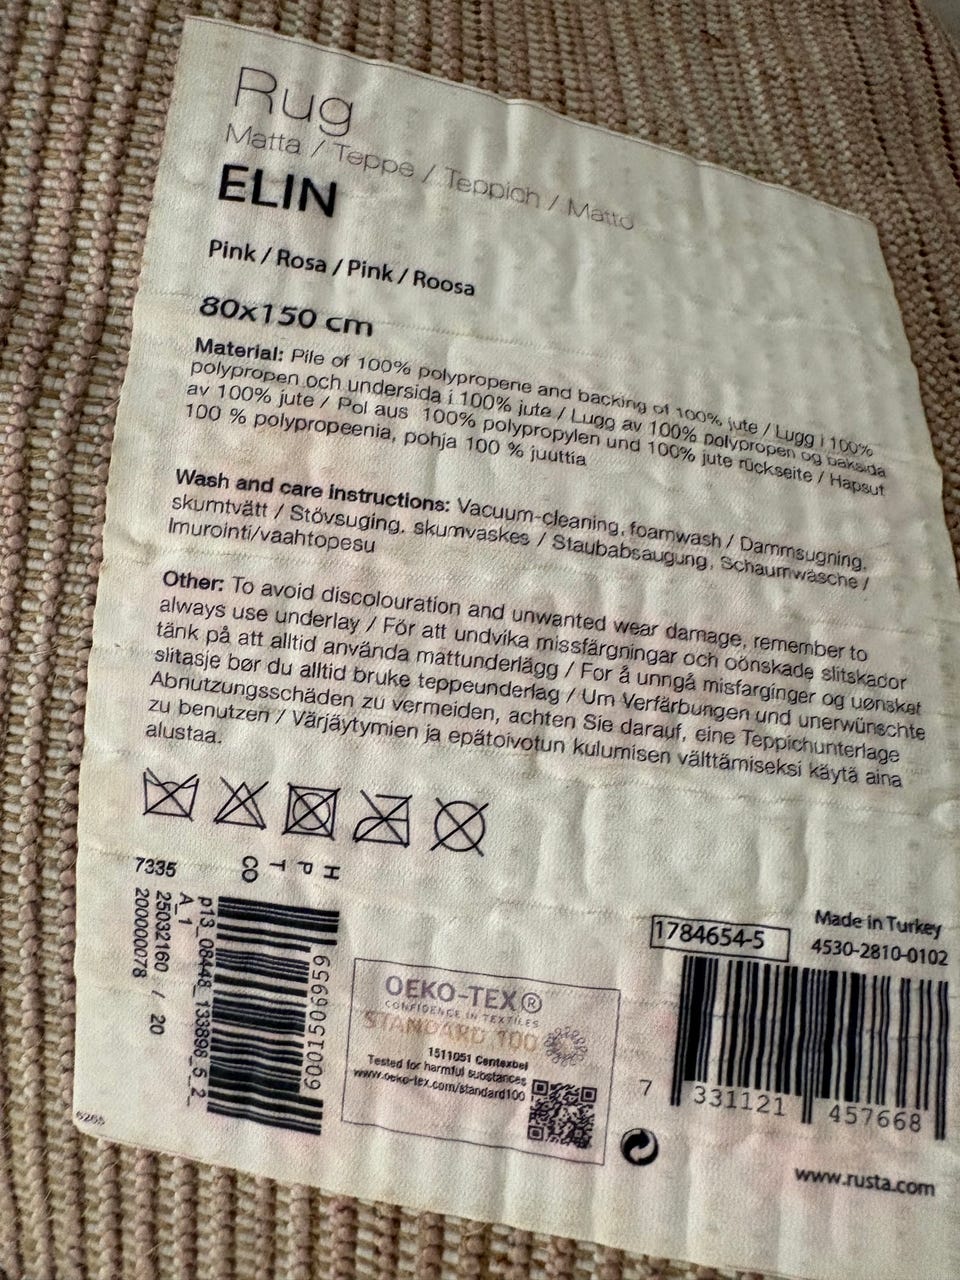 Rug
Matta / Teppe / Teppich / Matto
ELIN
Pink / Rosa / Pink / Roosa
80x150 cm
Material: Pile of 100% polypropene and backing of 100% jute / Lugg i 100%
polypropen och undersida i 100% jute / Lugg av 100% polypropen og bakside
av 100% jute / Pol aus 100% polypropylen und 100% jute rückseite / Hapsut
100 % polypropeenia, pohja 100 % juuttia
Wash and care instructions: Vacuum-cleaning, foamwash / Dammsugning,
skumtvätt / Stövsuging, skumvaskes / Staubabsaugung, Schaumwäsche /
Imurointi/vaahtopesu
Other: To avoid discolouration and unwanted wear damage, remember to
always use underlay / För att undvika missfärgningar och oönskade slitskador
tänk på att alltid använda mattunderlägg / For å unngå misfarginger og uønsket
slitasje bør du alltid bruke teppeunderlag / Um Verfärbungen und unerwünschte
Abnutzungsschäden zu vermeiden, achten Sie darauf, eine Teppichunterlage
zu benutzen / Värjäytymien ja epätoivotun kulumisen välttämiseksi käytä aina
alustaa.
7335
H P T CO
25032160 / 20
200000078
p13_08448_133898_5_2_
A_1
6001506959
6265
OEKO-TEX®
CONFIDENCE IN TEXTILES
STANDARD 100
1511051 Centexbel
Tested for harmful substances
www.oeko-tex.com/standard100
Made in Turkey
1784654-5
4530-2810-0102
7 331121 457668
www.rusta.com